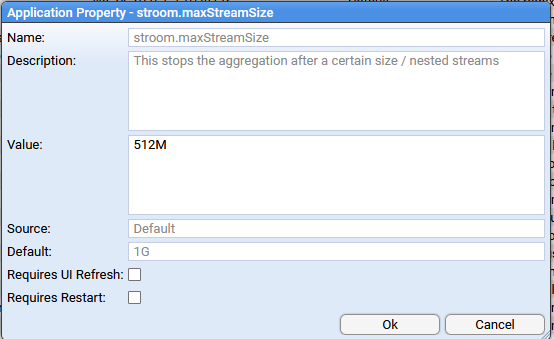 Application Property - stroom.maxStreamSize
Name: stroom.maxStreamSize
Description: This stops the aggregation after a certain size / nested streams
Value: 512M
Source: Default
Default: 1G
Requires UI Refresh:
Requires Restart:
Ok Cancel